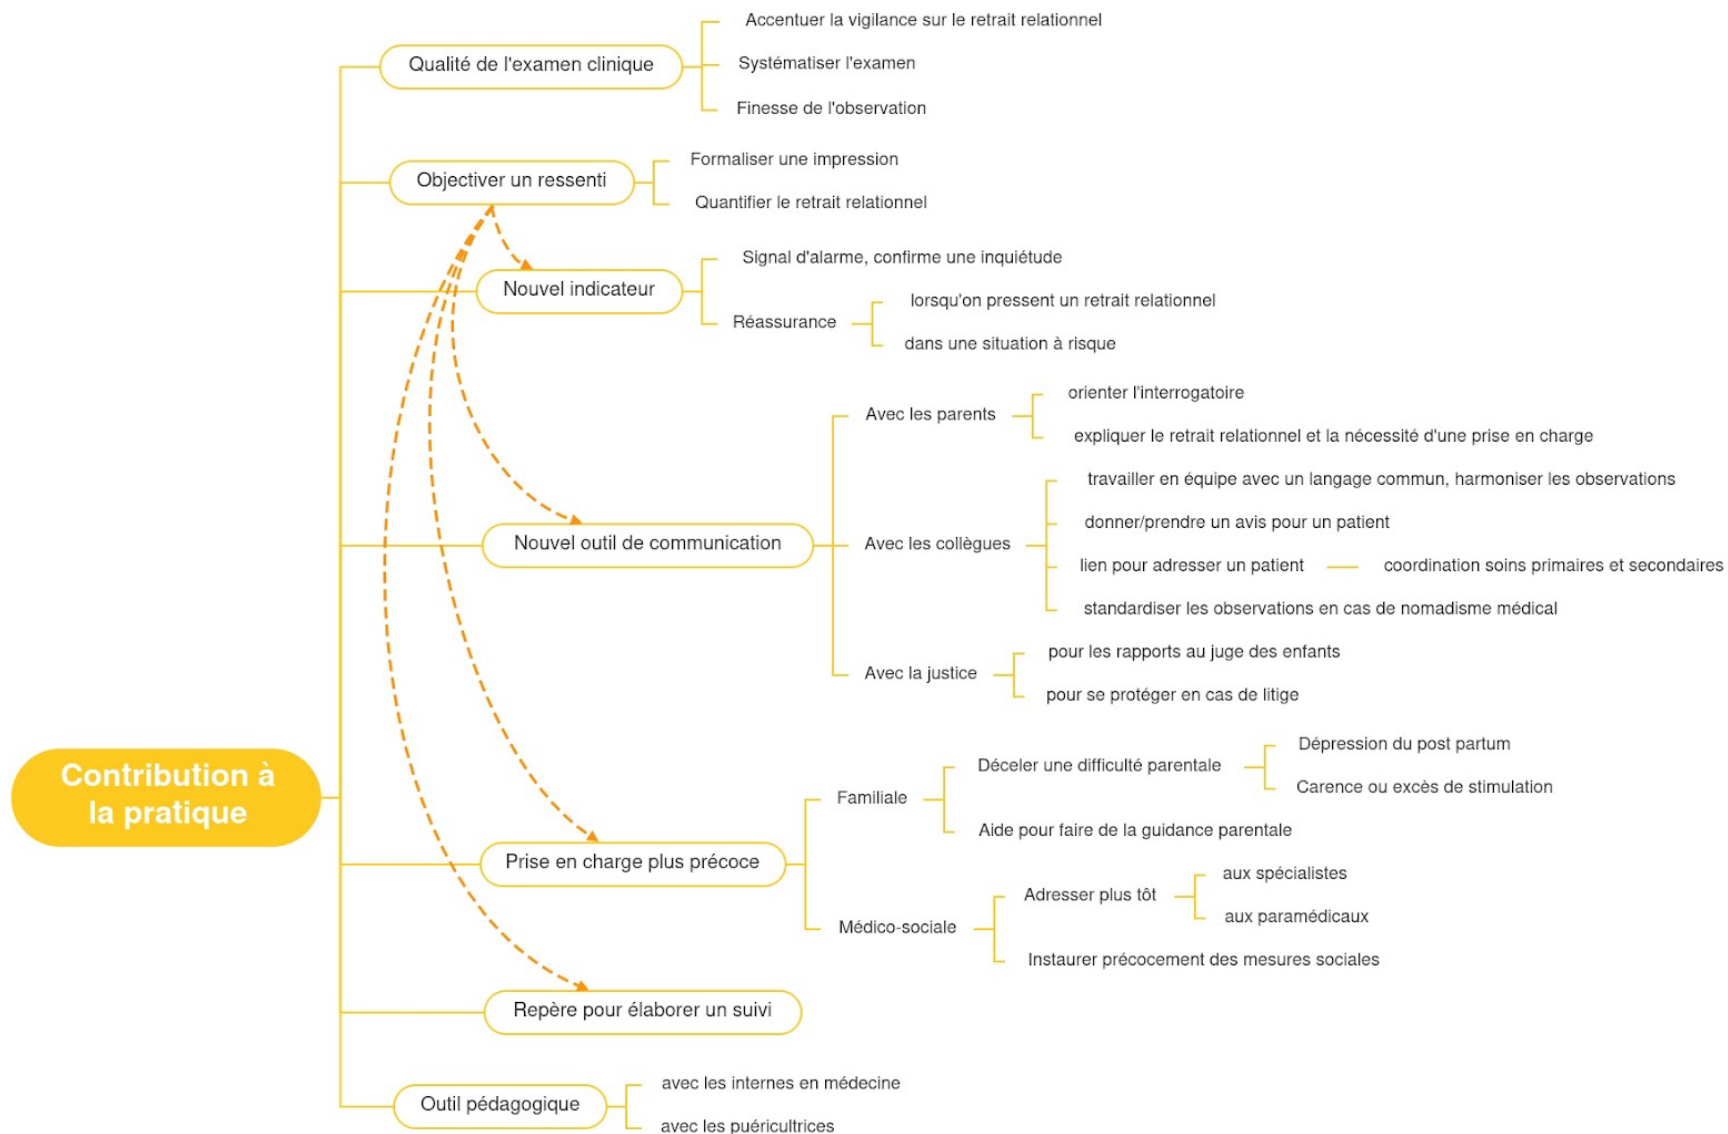 Accentuer la vigilance sur le retrait relationnel
Qualité de l'examen clinique
Systématiser l'examen
Finesse de l'observation
Formaliser une impression
Objectiver un ressenti
Quantifier le retrait relationnel
Signal d'alarme, confirme une inquiétude
Nouvel indicateur
lorsqu'on pressent un retrait relationnel
Réassurance
dans une situation à risque
orienter l'interrogatoire
Avec les parents
expliquer le retrait relationnel et la nécessité d'une prise en charge
travailler en équipe avec un langage commun, harmoniser les observations
donner/prendre un avis pour un patient
Nouvel outil de communication
Avec les collègues
lien pour adresser un patient
coordination soins primaires et secondaires
standardiser les observations en cas de nomadisme médical
pour les rapports au juge des enfants
Avec la justice
pour se protéger en cas de litige
Contribution à
la pratique
Dépression du post partum
Déceler une difficulté parentale
Carence ou excès de stimulation
Familiale
Aide pour faire de la guidance parentale
Prise en charge plus précoce
aux spécialistes
Adresser plus tôt
aux paramédicaux
Médico-sociale
Instaurer précocement des mesures sociales
Repère pour élaborer un suivi
avec les internes en médecine
Outil pédagogique
avec les puéricultrices